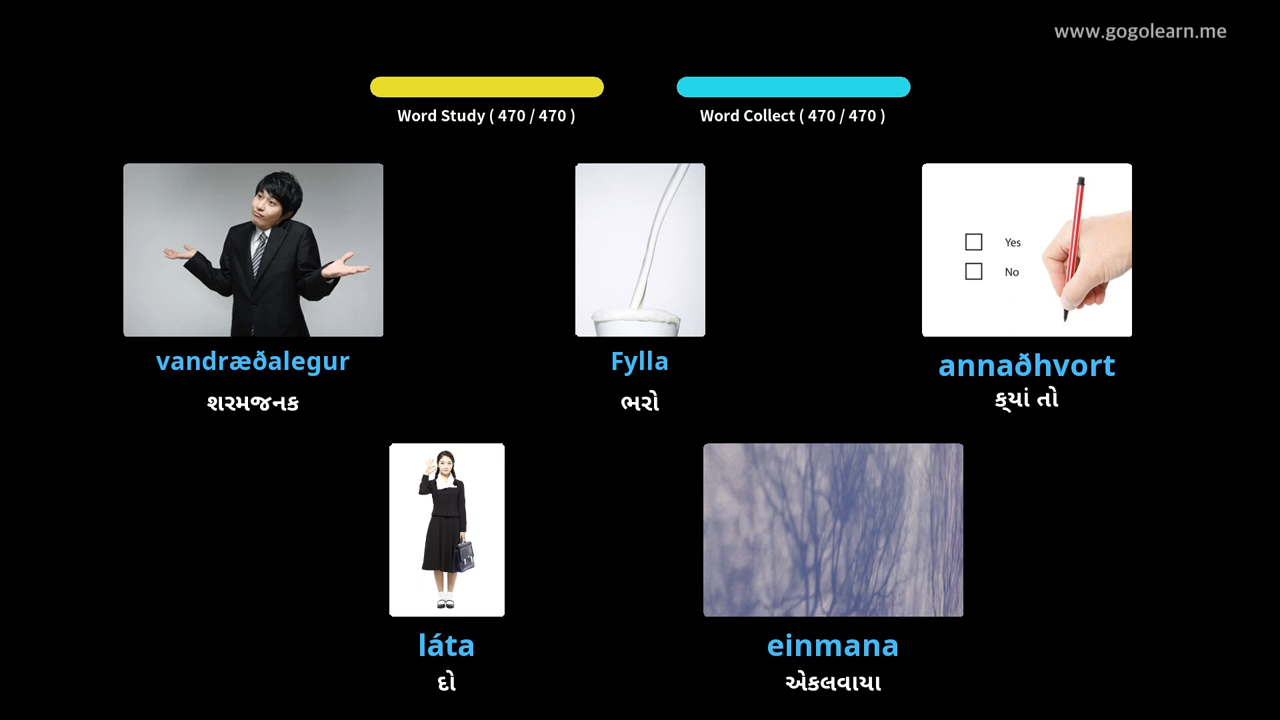 www.gogolearn.me
Word Study ( 470 / 470 )
Word Collect ( 470 / 470 )
Yes
No
vandræðalegur
શરમજનક
Fylla
ભરો
annaðhvort
ક્યાં તો
láta
દો
einmana
એકલવાયા